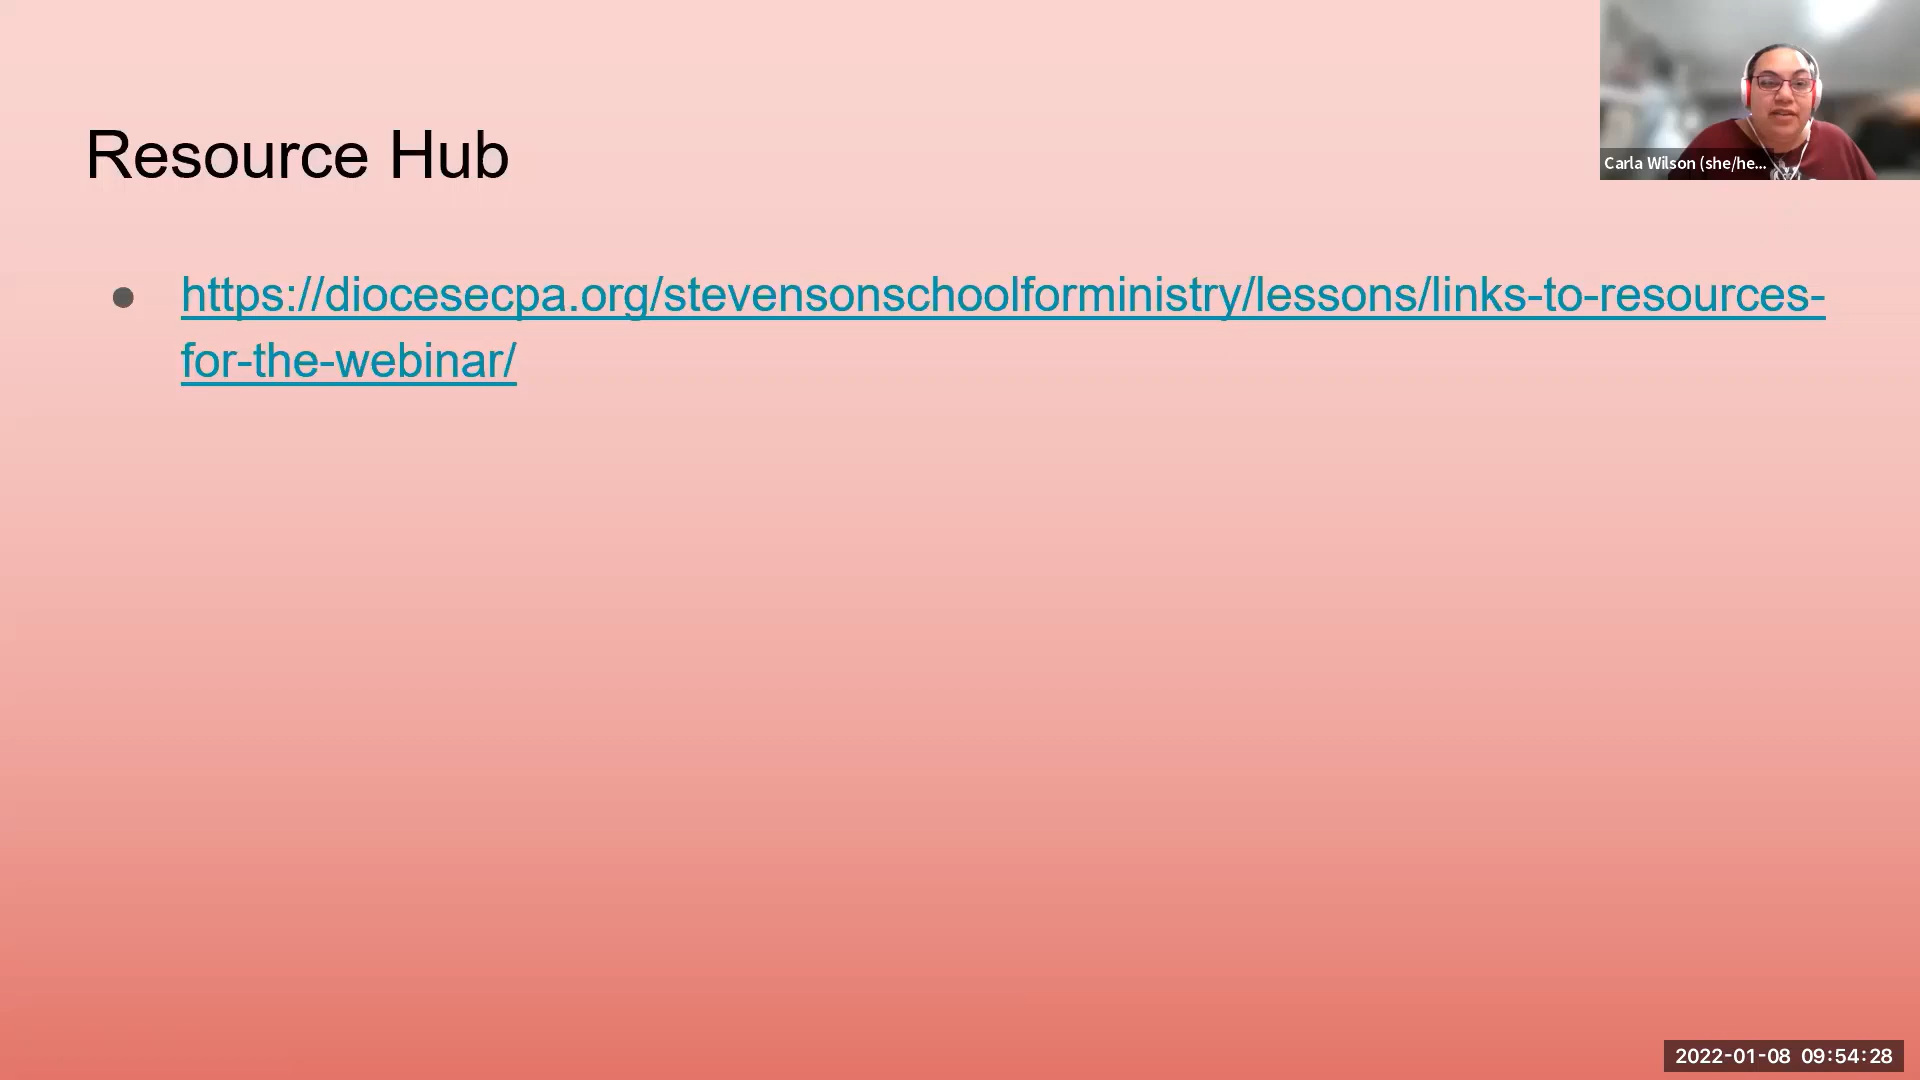 Resource Hub
Carla Wilson (she/he...
● https://diocesecpa.org/stevensonschoolforministry/lessons/links-to-resources-
for-the-webinar/
2022-01-08 09:54:28